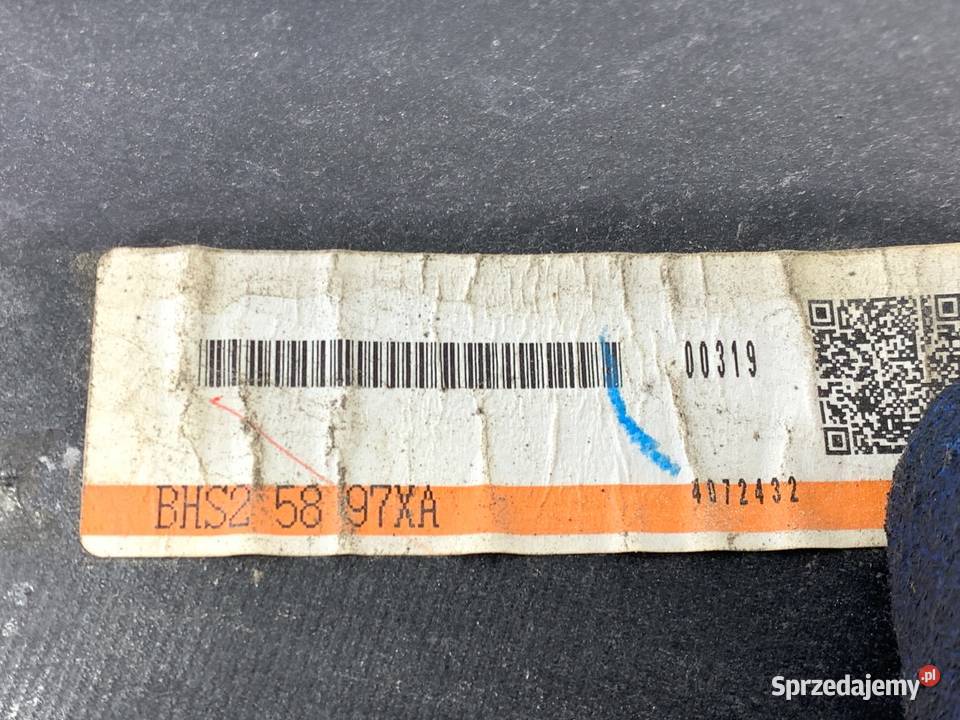 00319
BHS2 58 97XA
4072432
Sprzedajemy.pl